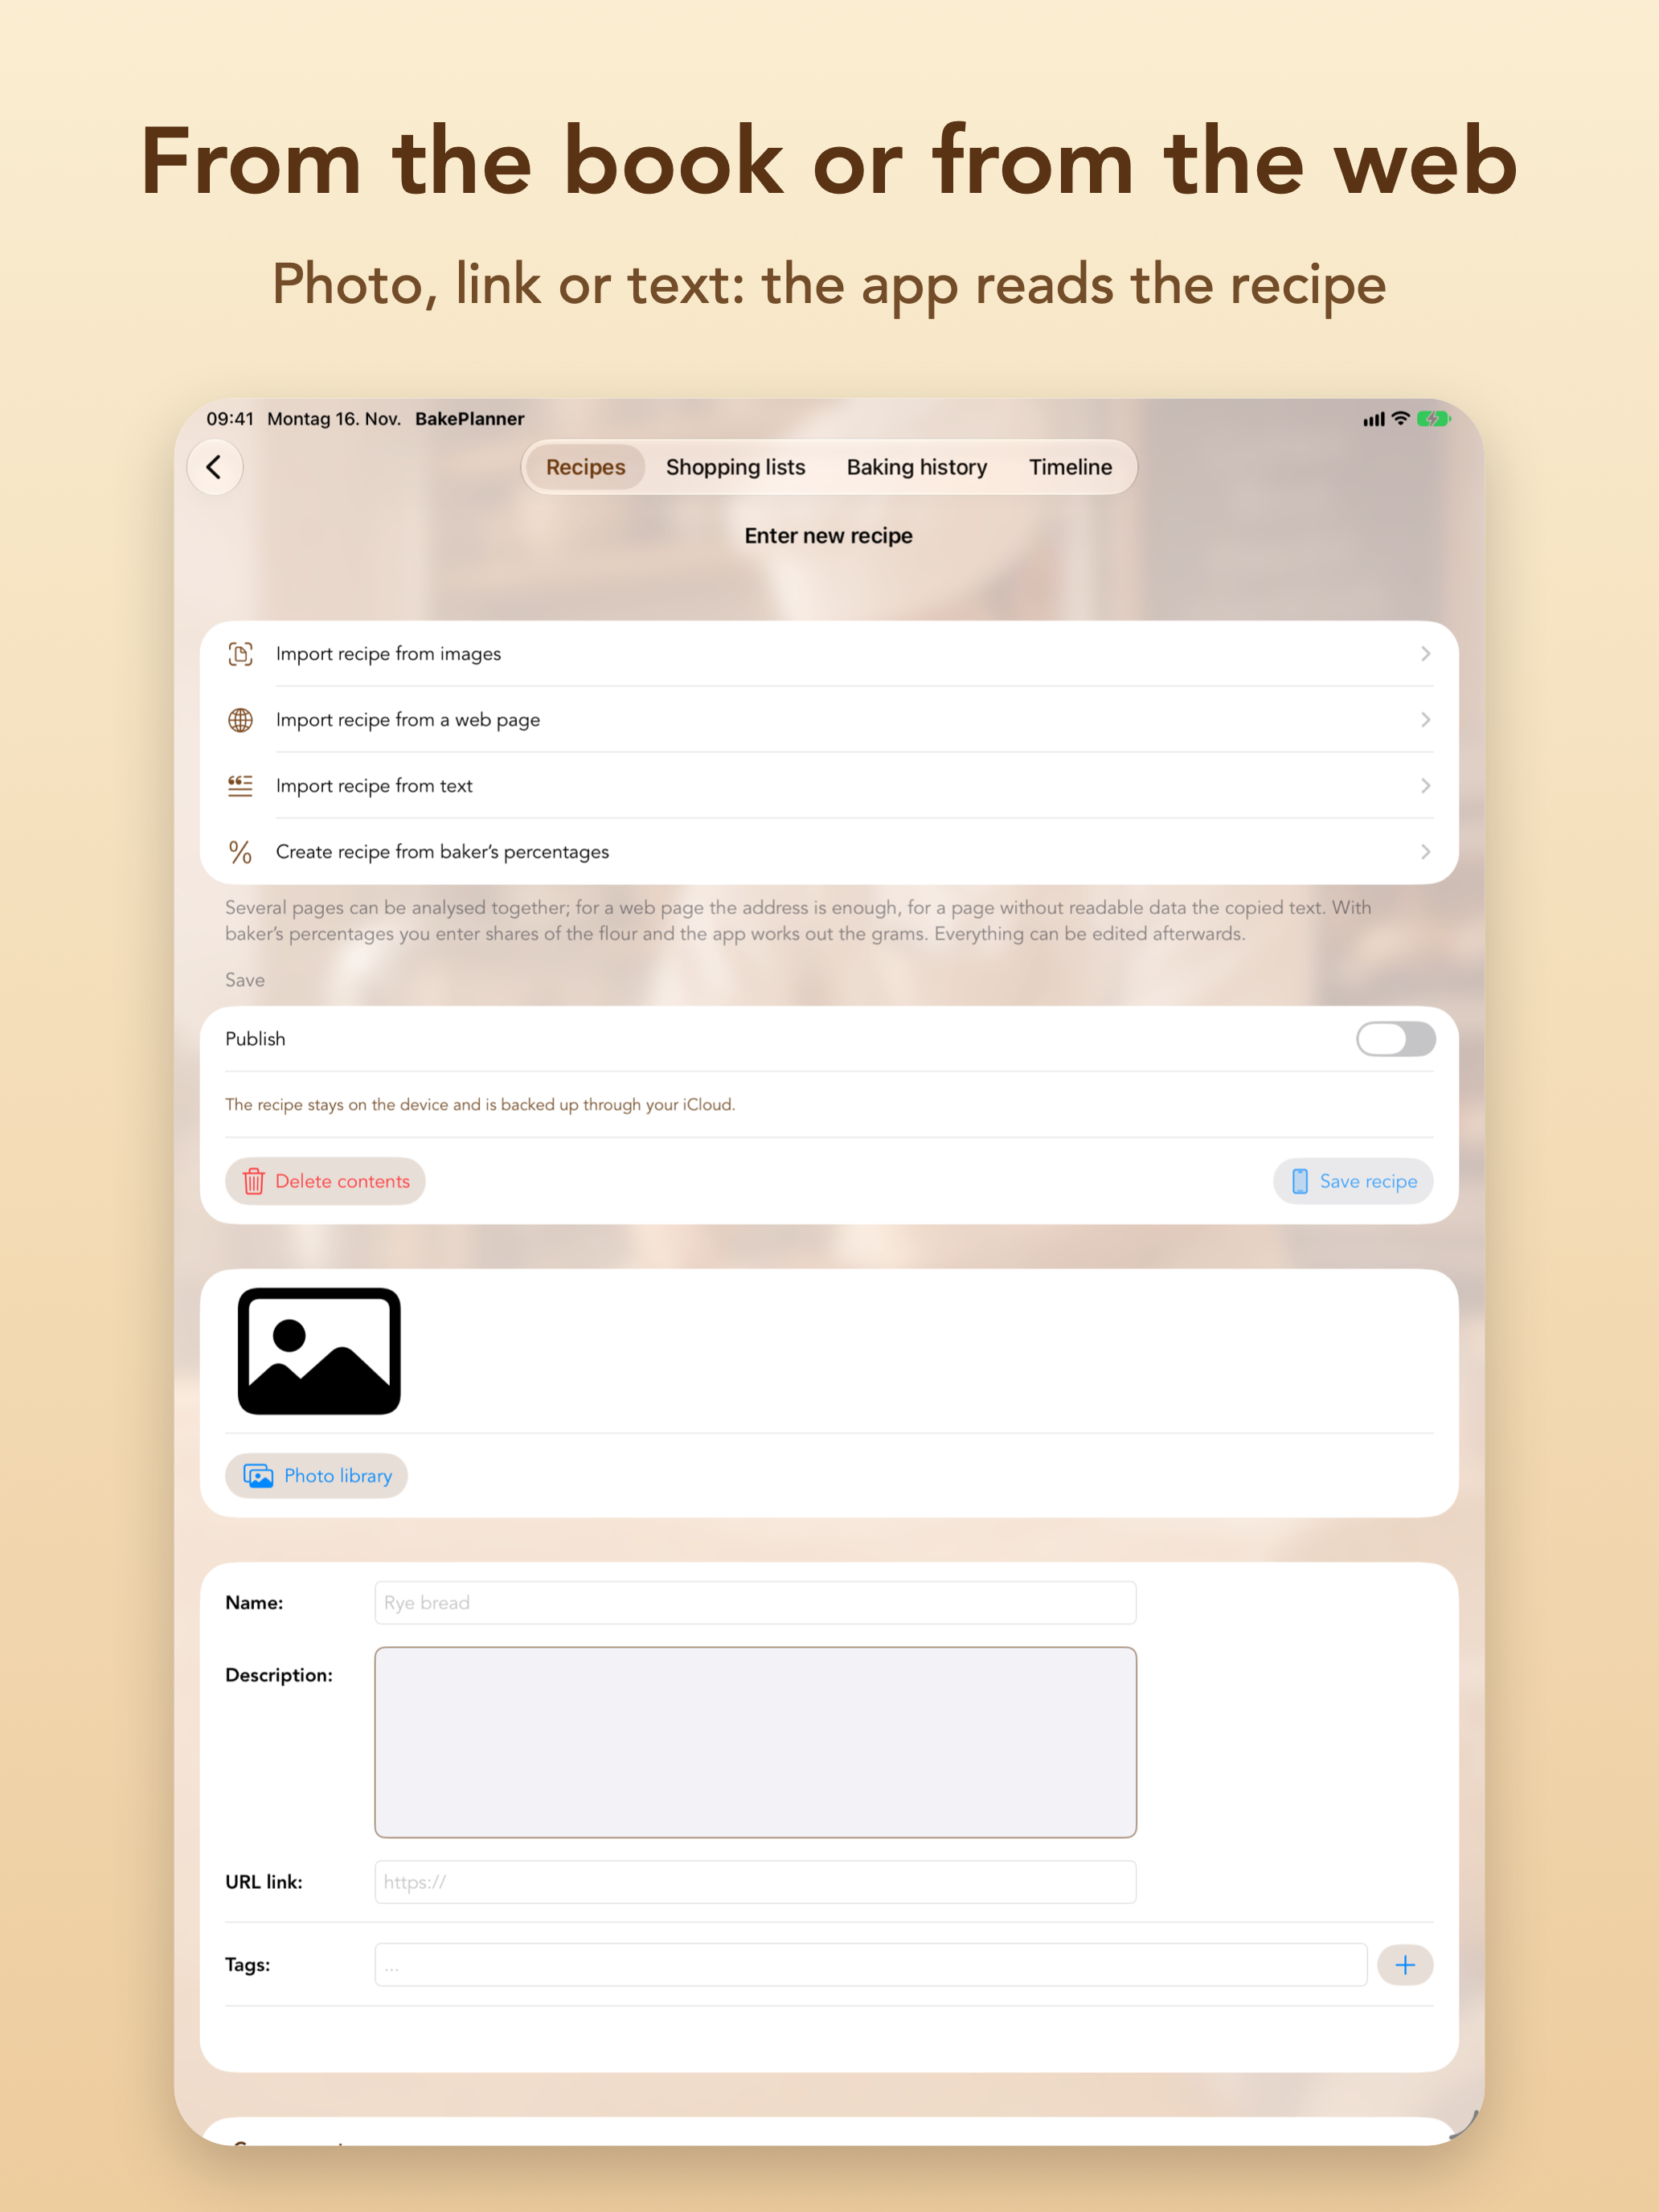 From the book or from the web
Photo, link or text: the app reads the recipe
09:41 Montag 16. Nov. BakePlanner
Recipes Shopping lists Baking history Timeline
Enter new recipe
Import recipe from images
Import recipe from a web page
Import recipe from text
Create recipe from baker’s percentages
Several pages can be analysed together; for a web page the address is enough, for a page without readable data the copied text. With
baker’s percentages you enter shares of the flour and the app works out the grams. Everything can be edited afterwards.
Save
Publish
The recipe stays on the device and is backed up through your iCloud.
Delete contents Save recipe
Photo library
Name: Rye bread
Description:
URL link: https://
Tags: ...